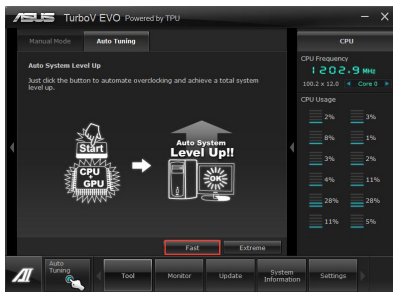 ASUS TurboV EVO Powered by TPU
Manual Mode
Auto Tuning
Auto System Level Up
Just click the button to automate overclocking and achieve a total system
level up.
Start
CPU
+
GPU
Auto System
Level Up!!
OK
Fast
Extreme
CPU
CPU Frequency
1202.9 MHz
100.2 x 12.0
Core 0
CPU Usage
2%
3%
8%
1%
3%
2%
4%
11%
28%
28%
11%
5%
AI
Auto
Tuning
Tool
Monitor
Update
System
Information
Settings